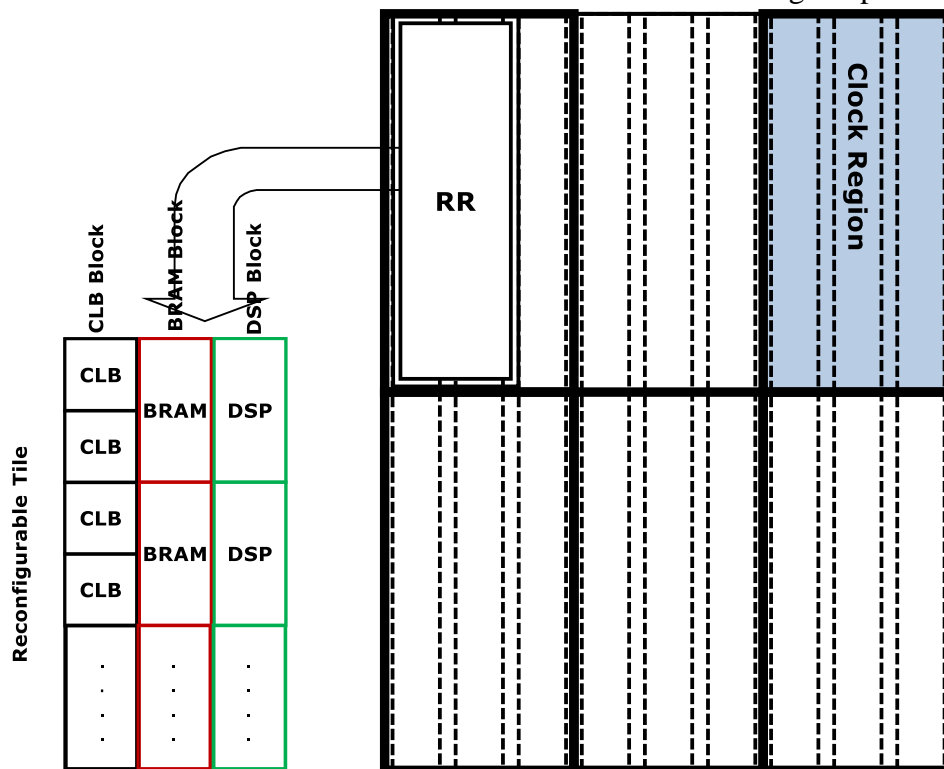 RR
Clock Region
CLB Block
BRAM Block
DSP Block
Reconfigurable Tile
CLB
CLB
CLB
CLB
BRAM
BRAM
DSP
DSP